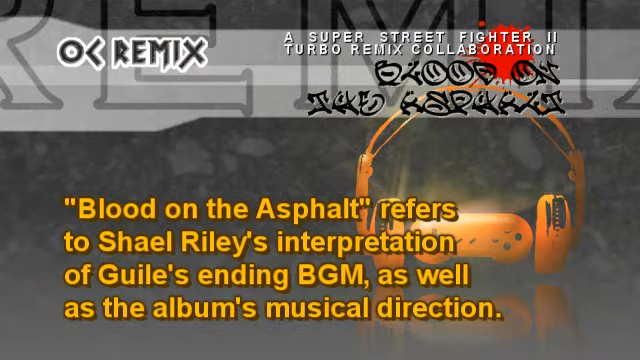 OC REMIX
A SUPER STREET FIGHTER II
TURBO REMIX COLLABORATION
BLOOD ON
THE ASPHALT
"Blood on the Asphalt" refers
to Shael Riley's interpretation
of Guile's ending BGM, as well
as the album's musical direction.